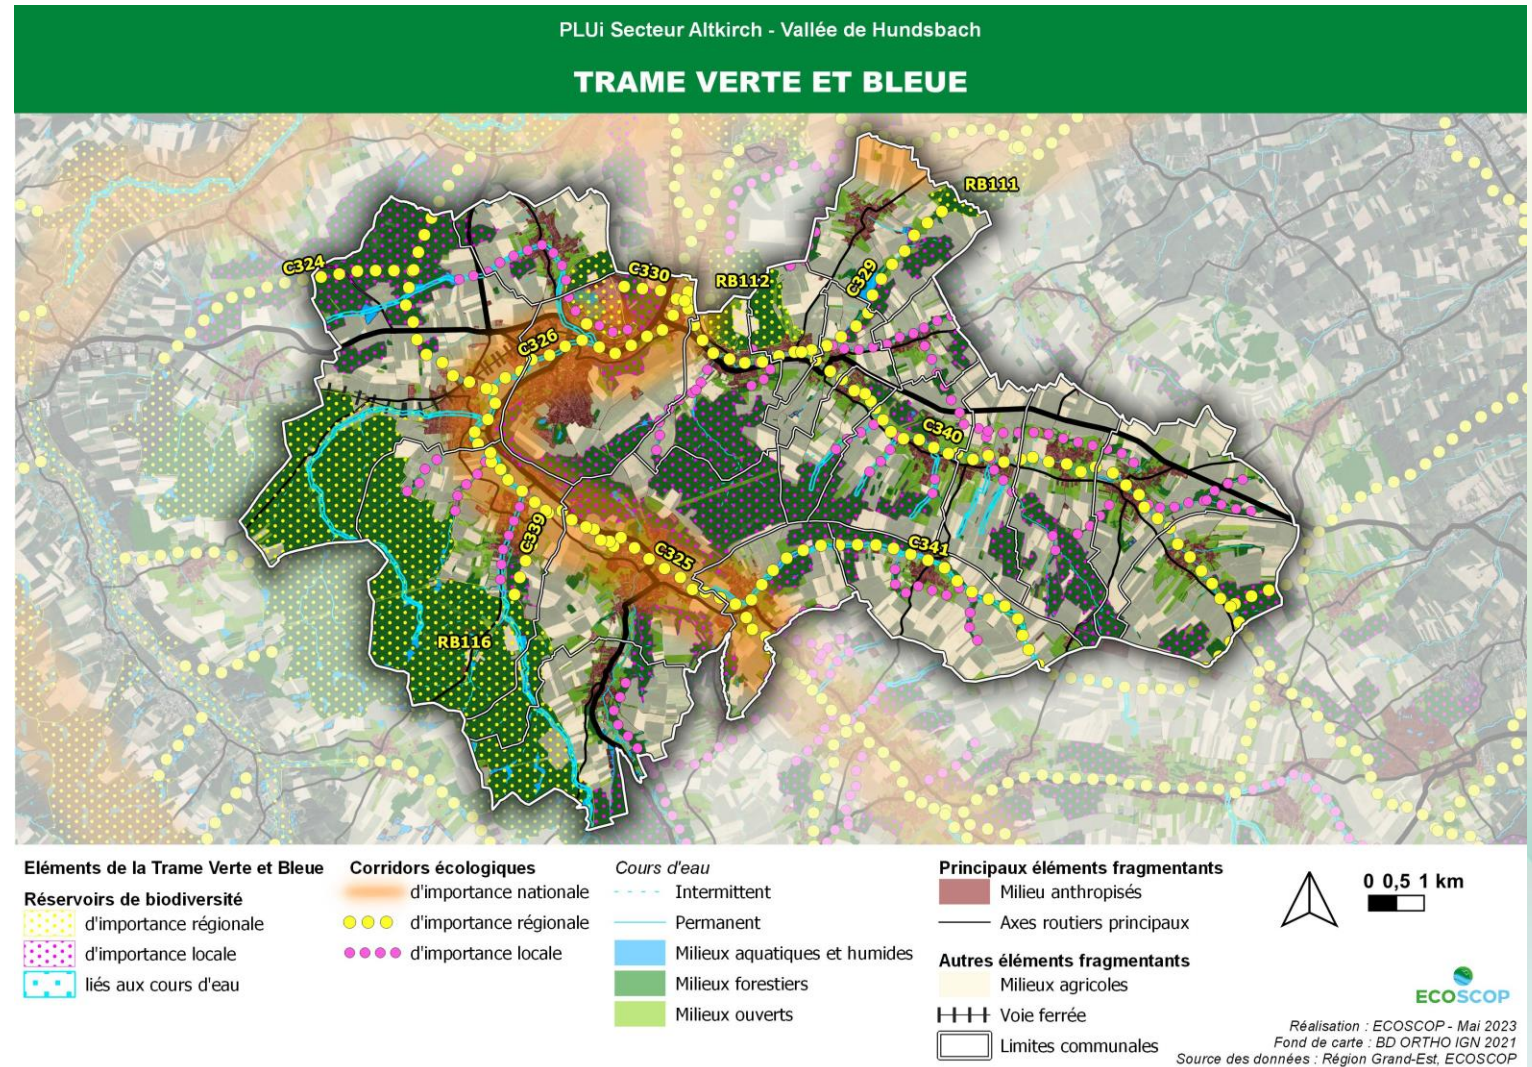 PLUi Secteur Altkirch - Vallée de Hundsbach
TRAME VERTE ET BLEUE
RB111
C324
C330
RB112
C329
C326
C340
C339
C325
C341
RB116
Eléments de la Trame Verte et Bleue
Réservoirs de biodiversité
d'importance régionale
d'importance locale
liés aux cours d'eau
Corridors écologiques
d'importance nationale
d'importance régionale
d'importance locale
Cours d'eau
Intermittent
Permanent
Milieux aquatiques et humides
Milieux forestiers
Milieux ouverts
Principaux éléments fragmentants
Milieu anthropisés
Axes routiers principaux
Autres éléments fragmentants
Milieux agricoles
Voie ferrée
Limites communales
0 0,5 1 km
ECOSCOP
Réalisation : ECOSCOP - Mai 2023
Fond de carte : BD ORTHO IGN 2021
Source des données : Région Grand-Est, ECOSCOP